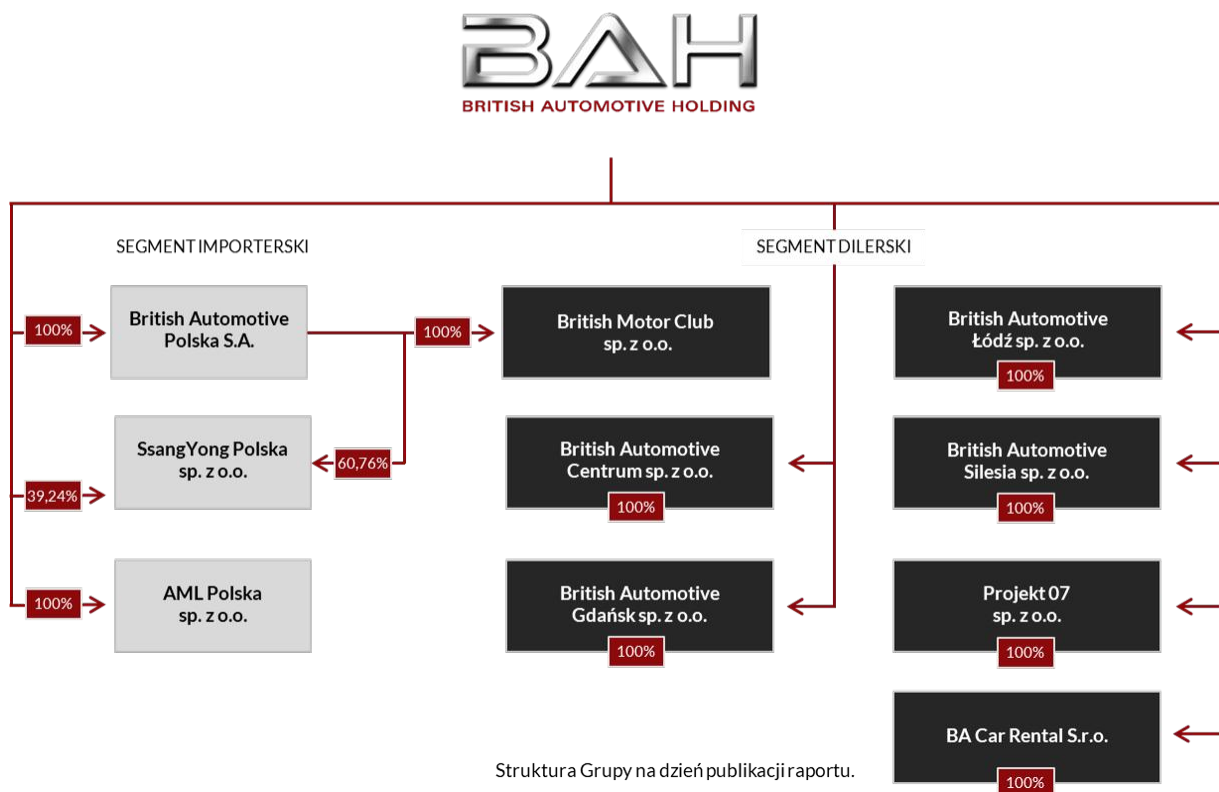 BAH
BRITISH AUTOMOTIVE HOLDING
SEGMENT IMPORTERSKI
SEGMENT DILERSKI
100%
British Automotive
Polska S.A.
100%
British Motor Club
sp. z o.o.
British Automotive
Łódź sp. z o.o.
100%
39,24%
SsangYong Polska
sp. z o.o.
60,76%
British Automotive
Centrum sp. z o.o.
100%
British Automotive
Silesia sp. z o.o.
100%
100%
AML Polska
sp. z o.o.
British Automotive
Gdańsk sp. z o.o.
100%
Projekt 07
sp. z o.o.
100%
BA Car Rental S.r.o.
100%
Struktura Grupy na dzień publikacji raportu.